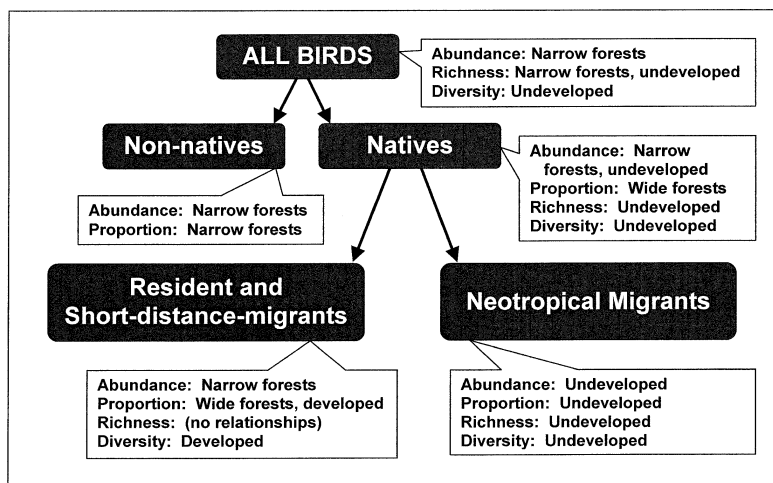 ALL BIRDS
Abundance: Narrow forests
Richness: Narrow forests, undeveloped
Diversity: Undeveloped
Non-natives
Natives
Abundance: Narrow forests
Proportion: Narrow forests
Abundance: Narrow
forests, undeveloped
Proportion: Wide forests
Richness: Undeveloped
Diversity: Undeveloped
Resident and
Short-distance-migrants
Neotropical Migrants
Abundance: Narrow forests
Proportion: Wide forests, developed
Richness: (no relationships)
Diversity: Developed
Abundance: Undeveloped
Proportion: Undeveloped
Richness: Undeveloped
Diversity: Undeveloped